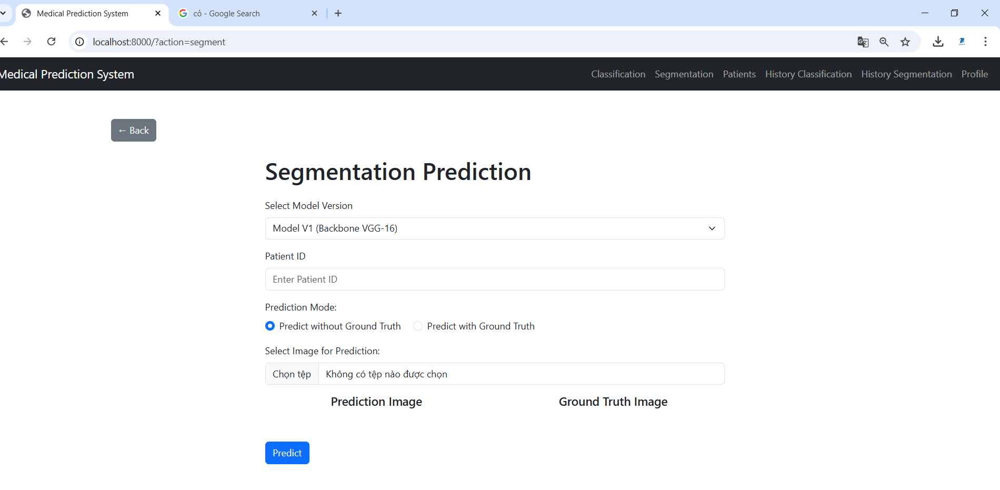 Medical Prediction System
cỏ - Google Search
localhost:8000/?action=segment
Medical Prediction System
Classification Segmentation Patients History Classification History Segmentation Profile
← Back
Segmentation Prediction
Select Model Version
Model V1 (Backbone VGG-16)
Patient ID
Enter Patient ID
Prediction Mode:
Predict without Ground Truth Predict with Ground Truth
Select Image for Prediction:
Chọn tệp Không có tệp nào được chọn
Prediction Image Ground Truth Image
Predict